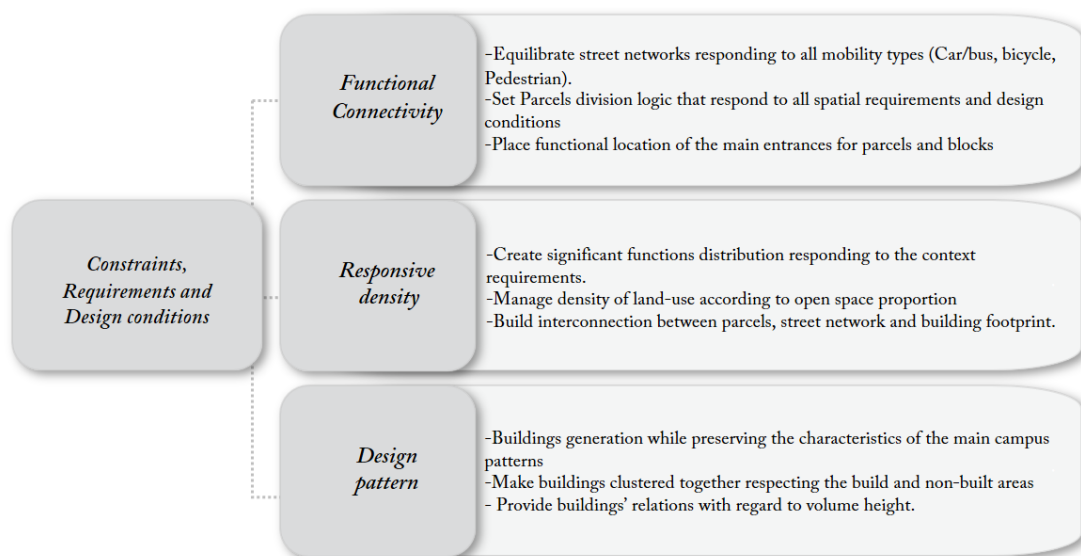 Constraints,
Requirements and
Design conditions
Functional
Connectivity
-Equilibrate street networks responding to all mobility types (Car/bus, bicycle,
Pedestrian).
-Set Parcels division logic that respond to all spatial requirements and design
conditions
-Place functional location of the main entrances for parcels and blocks
Responsive
density
-Create significant functions distribution responding to the context
requirements.
-Manage density of land-use according to open space proportion
-Build interconnection between parcels, street network and building footprint.
Design
pattern
-Buildings generation while preserving the characteristics of the main campus
patterns
-Make buildings clustered together respecting the build and non-built areas
- Provide buildings’ relations with regard to volume height.